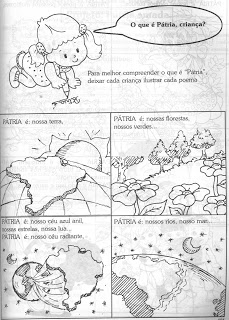 O que é Pátria, criança?
Para melhor compreender o que é "Pátria",
deixar cada criança ilustrar cada poema
PÁTRIA é: nossa terra,
PÁTRIA é: nossas florestas,
nossos verdes...
PÁTRIA é: nosso céu azul anil,
nossas estrelas, nossa lua...
PÁTRIA é: nosso céu radiante,
PÁTRIA é: nossos rios, nosso mar...